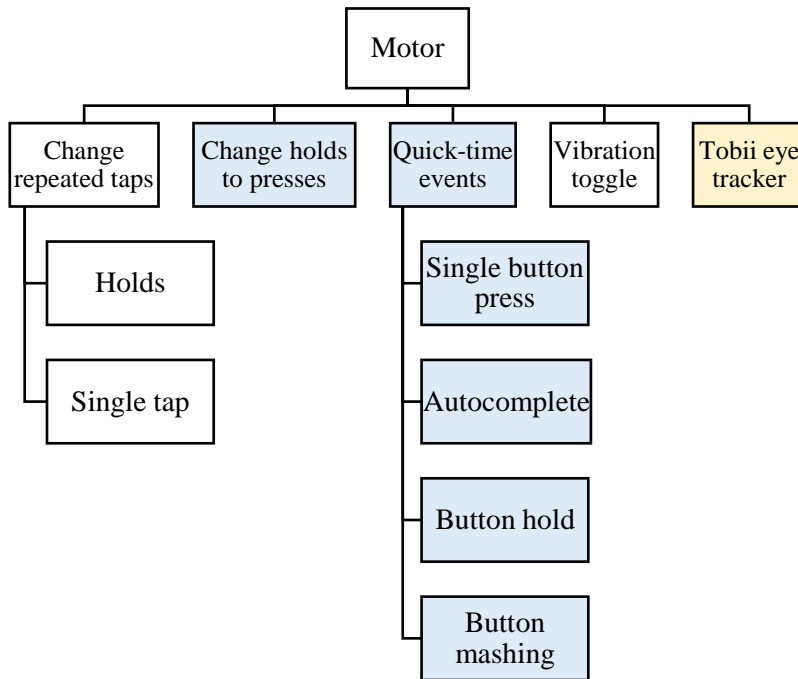 Motor
Change
repeated taps
Change holds
to presses
Quick-time
events
Vibration
toggle
Tobii eye
tracker
Holds
Single tap
Single button
press
Autocomplete
Button hold
Button
mashing